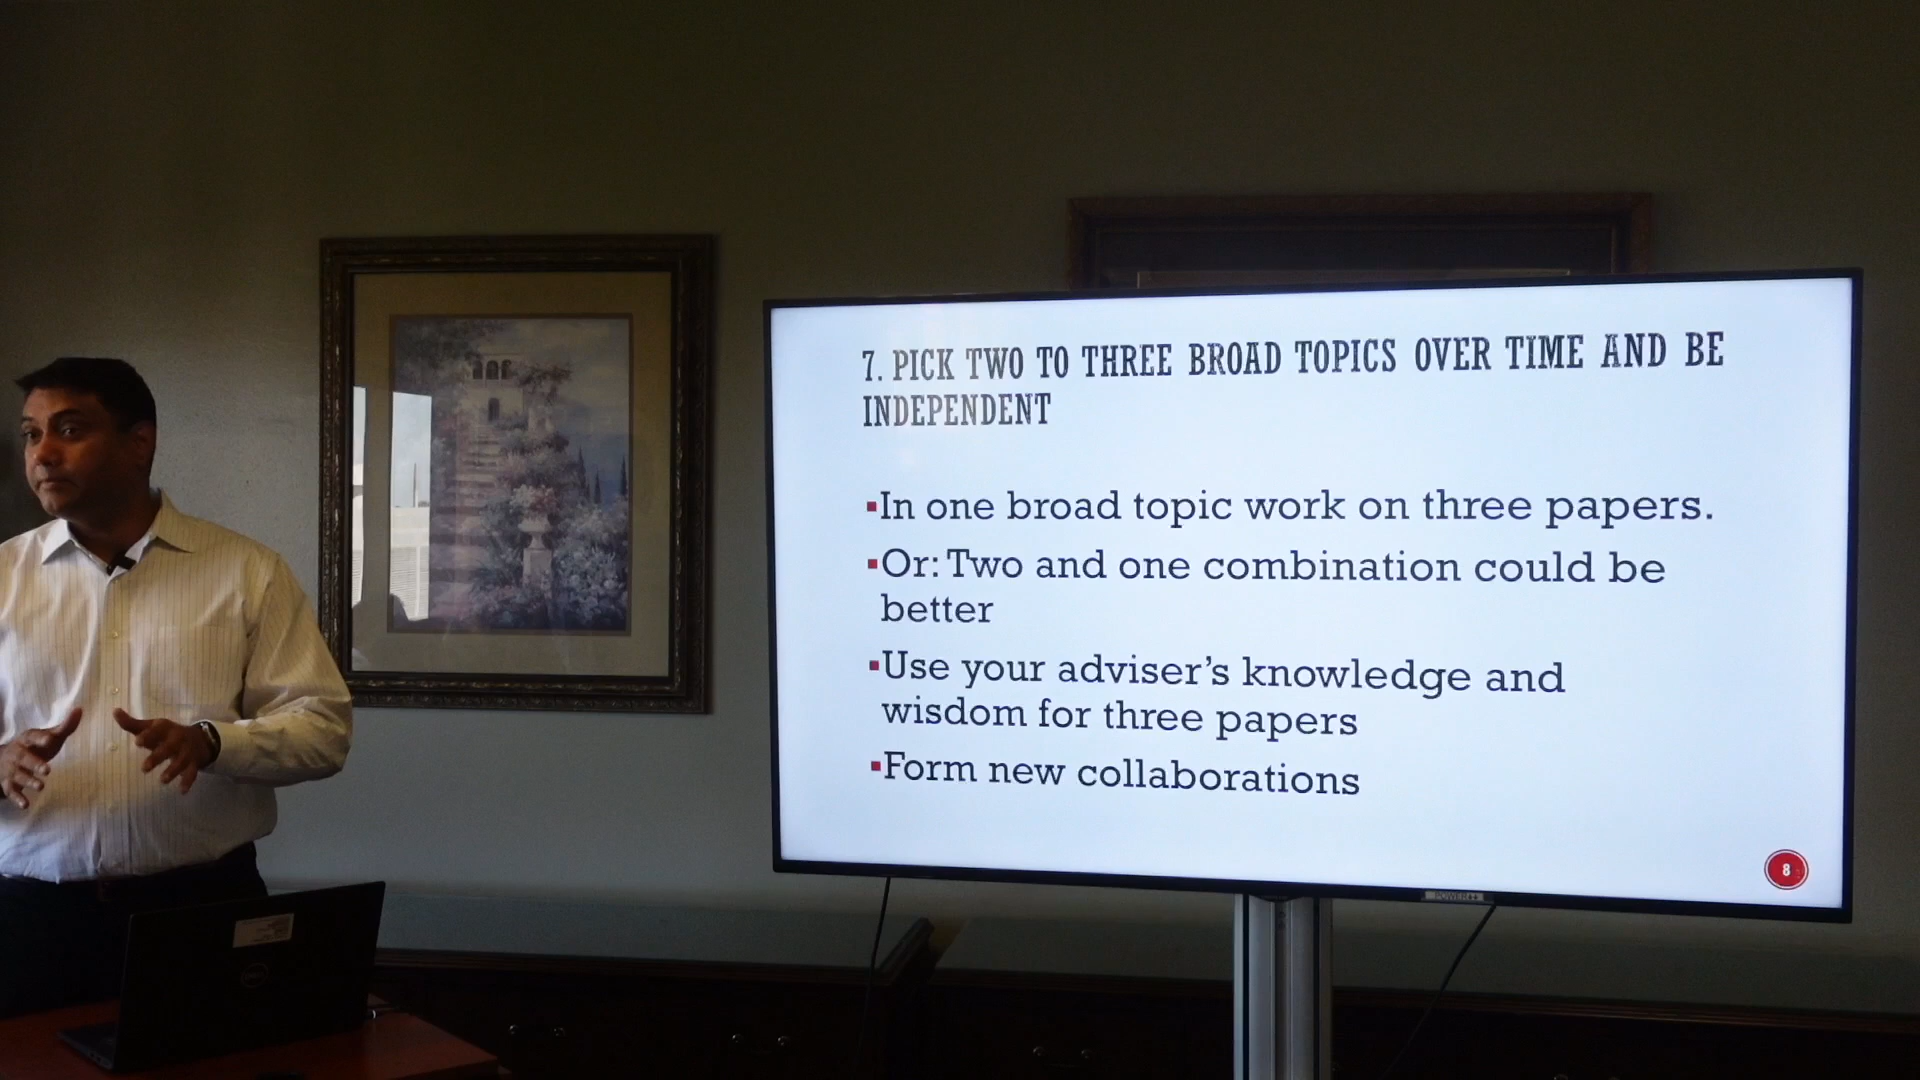 7. PICK TWO TO THREE BROAD TOPICS OVER TIME AND BE
INDEPENDENT
▪In one broad topic work on three papers.
▪Or: Two and one combination could be
better
▪Use your adviser's knowledge and
wisdom for three papers
▪Form new collaborations
8
DELL